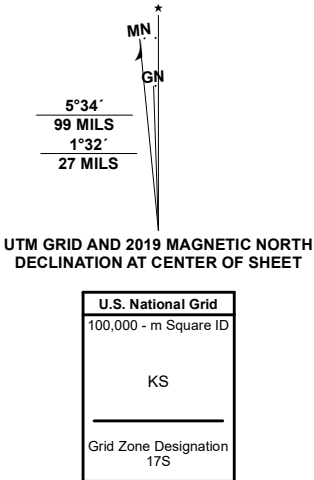 ★
MN
GN
5°34´
99 MILS
1°32´
27 MILS
UTM GRID AND 2019 MAGNETIC NORTH
DECLINATION AT CENTER OF SHEET
U.S. National Grid
100,000 - m Square ID
KS
Grid Zone Designation
17S